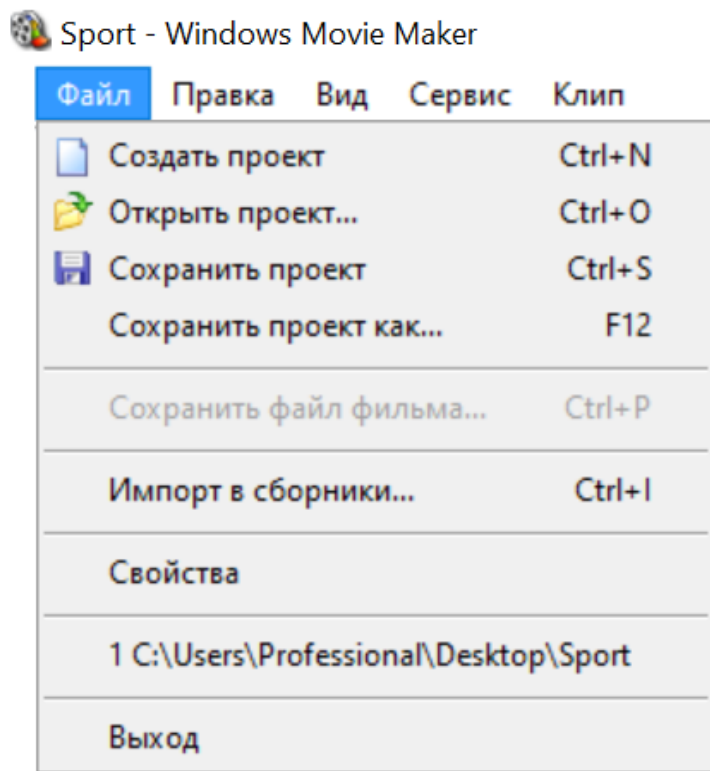 Sport - Windows Movie Maker
Файл Правка Вид Сервис Клип
Создать проект Ctrl+N
Открыть проект... Ctrl+O
Сохранить проект Ctrl+S
Сохранить проект как... F12
Сохранить файл фильма... Ctrl+P
Импорт в сборники... Ctrl+I
Свойства
1 C:\Users\Professional\Desktop\Sport
Выход